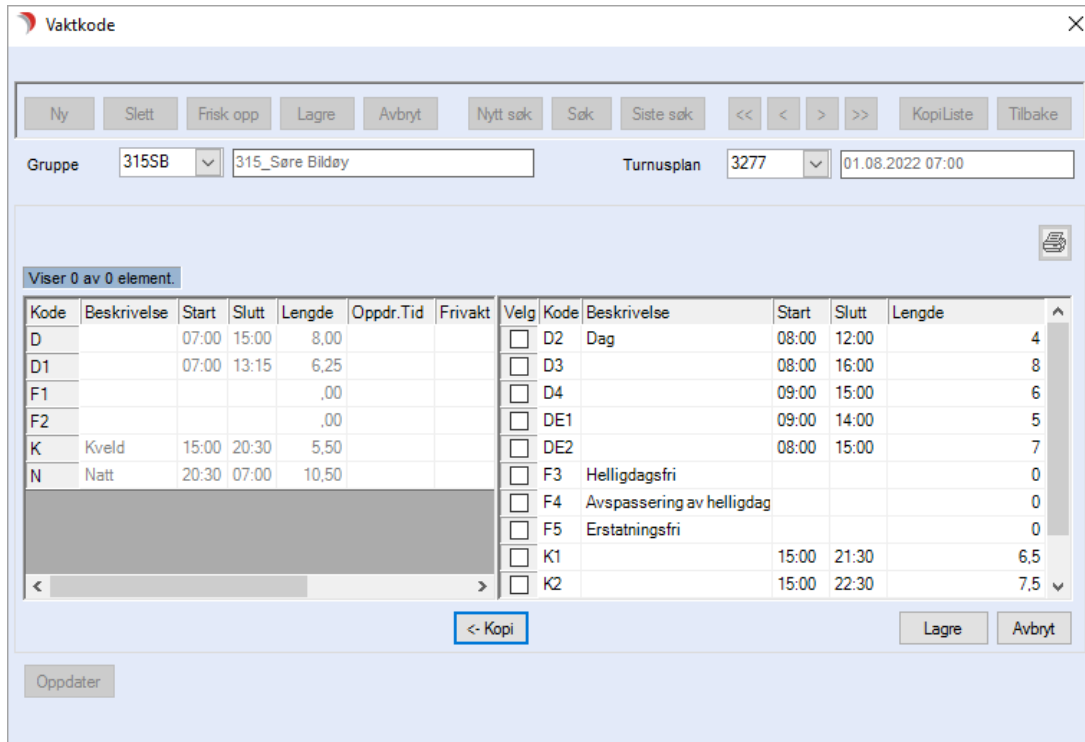 Vaktkode
Ny Slett Frisk opp Lagre Avbryt Nytt søk Søk Siste søk << < > >> KopiListe Tilbake
Gruppe 315SB 315_Søre Bildøy Turnusplan 3277 01.08.2022 07:00
Viser 0 av 0 element.
Kode Beskrivelse Start Slutt Lengde Oppdr.Tid Frivakt Velg Kode Beskrivelse Start Slutt Lengde
D 07:00 15:00 8,00 D2 Dag 08:00 12:00 4
D1 07:00 13:15 6,25 D3 08:00 16:00 8
F1 ,00 D4 09:00 15:00 6
F2 ,00 DE1 09:00 14:00 5
K Kveld 15:00 20:30 5,50 DE2 08:00 15:00 7
N Natt 20:30 07:00 10,50 F3 Helligdagsfri 0
F4 Avspassering av helligdag 0
F5 Erstatningsfri 0
K1 15:00 21:30 6,5
K2 15:00 22:30 7,5
<- Kopi Lagre Avbryt
Oppdater